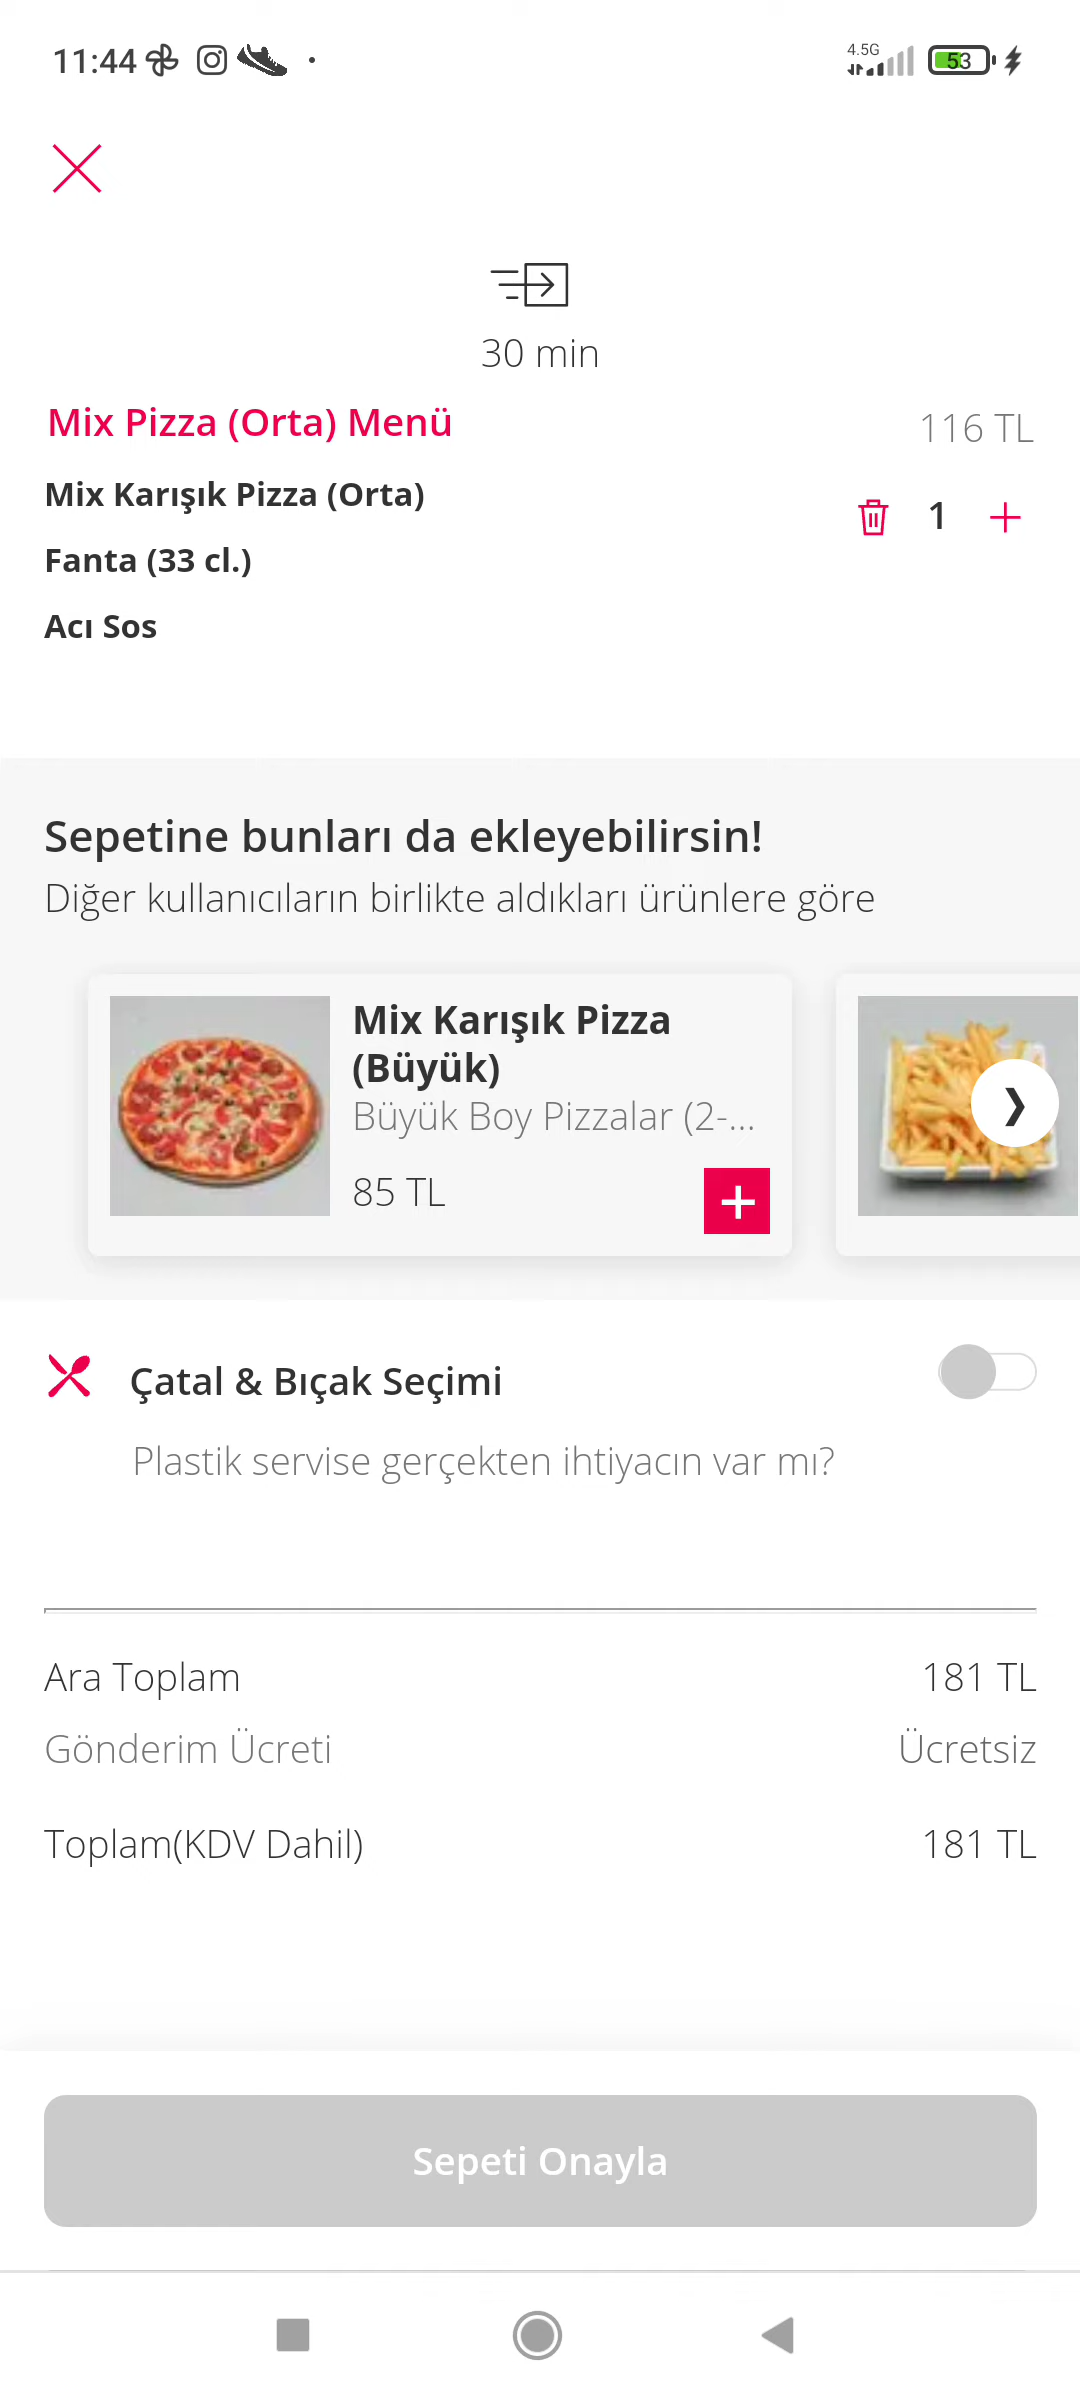 11:44
4.5G
53
30 min
Mix Pizza (Orta) Menü
116 TL
Mix Karışık Pizza (Orta)
1
Fanta (33 cl.)
Acı Sos
Sepetine bunları da ekleyebilirsin!
Diğer kullanıcıların birlikte aldıkları ürünlere göre
Mix Karışık Pizza
(Büyük)
Büyük Boy Pizzalar (2-...
85 TL
Çatal & Bıçak Seçimi
Plastik servise gerçekten ihtiyacın var mı?
Ara Toplam
181 TL
Gönderim Ücreti
Ücretsiz
Toplam(KDV Dahil)
181 TL
Sepeti Onayla